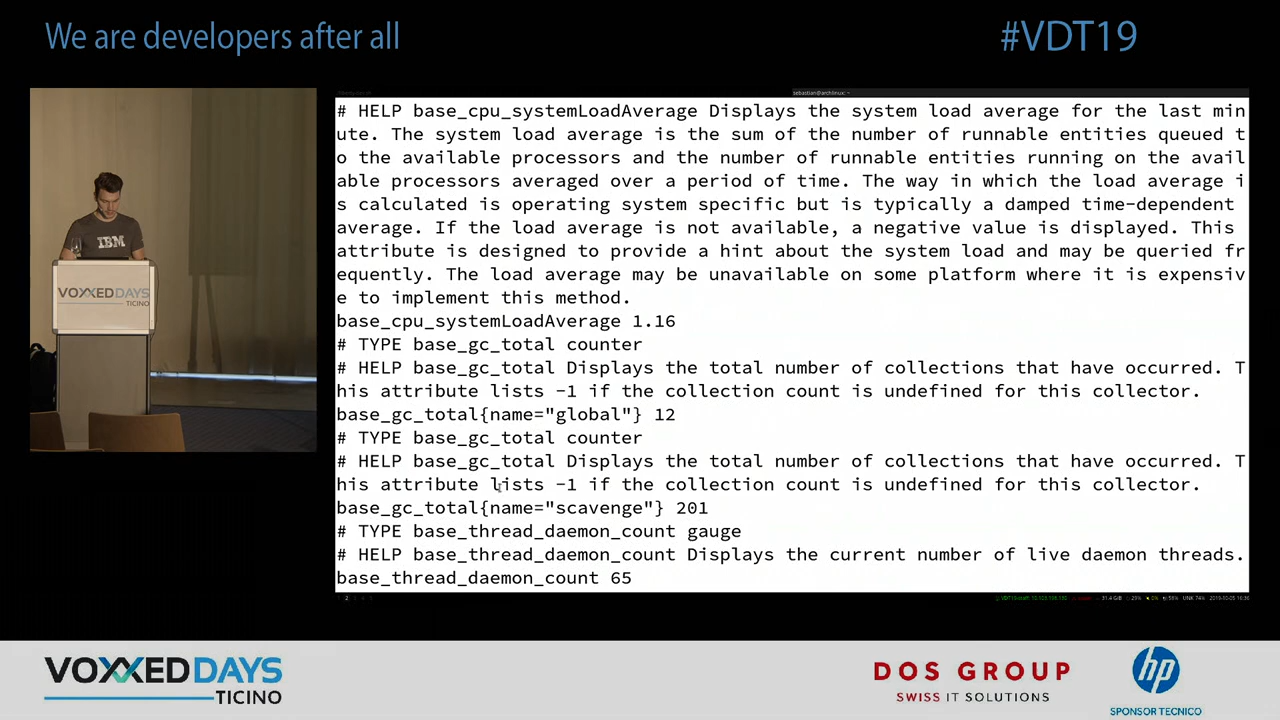 We are developers after all
#VDT19
sebastian@archlinux: ~
# HELP base_cpu_systemLoadAverage Displays the system load average for the last min
ute. The system load average is the sum of the number of runnable entities queued t
o the available processors and the number of runnable entities running on the avail
able processors averaged over a period of time. The way in which the load average i
s calculated is operating system specific but is typically a damped time-dependent
average. If the load average is not available, a negative value is displayed. This
attribute is designed to provide a hint about the system load and may be queried fr
equently. The load average may be unavailable on some platform where it is expensiv
e to implement this method.
base_cpu_systemLoadAverage 1.16
# TYPE base_gc_total counter
# HELP base_gc_total Displays the total number of collections that have occurred. T
his attribute lists -1 if the collection count is undefined for this collector.
base_gc_total{name="global"} 12
# TYPE base_gc_total counter
# HELP base_gc_total Displays the total number of collections that have occurred. T
his attribute lists -1 if the collection count is undefined for this collector.
base_gc_total{name="scavenge"} 201
# TYPE base_thread_daemon_count gauge
# HELP base_thread_daemon_count Displays the current number of live daemon threads.
base_thread_daemon_count 65
IBM
VOXXEDDAYS
TICINO
VOXXEDDAYS
TICINO
DOS GROUP
SWISS IT SOLUTIONS
hp
SPONSOR TECNICO